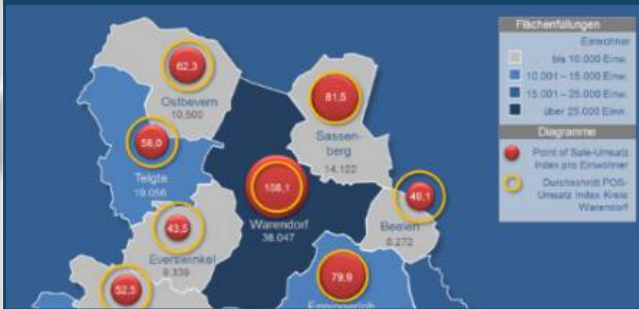 Flächenfüllungen
Einwohner
bis 10.000 Einw.
10.001 – 15.000 Einw.
15.001 – 25.000 Einw.
über 25.000 Einw.
Diagramme
Point of Sale-Umsatz
Index pro Einwohner
Durchschnitt POS-
Umsatz Index Kreis
Warendorf
62,3
Ostbevern
10.500
81,5
Sassen-
berg
14.122
58,0
Telgte
19.056
108,1
Warendorf
38.047
49,1
Beelen
6.272
43,5
Everswinkel
9.339
52,5
79,9